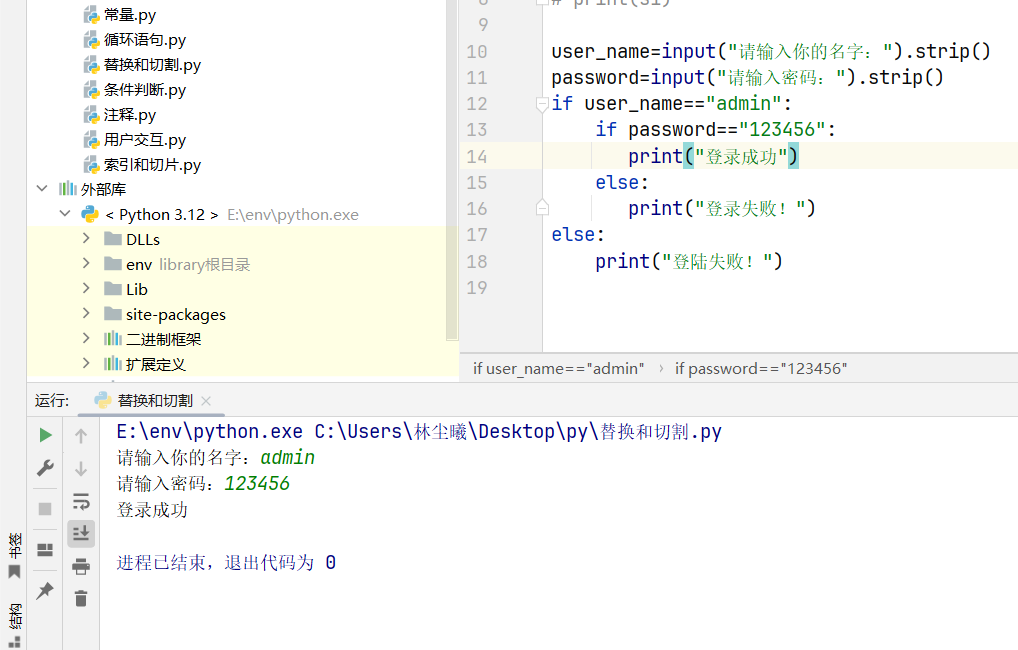 常量.py
循环语句.py
替换和切割.py
条件判断.py
注释.py
用户交互.py
索引和切片.py
外部库
< Python 3.12 > E:\env\python.exe
DLLs
env library根目录
Lib
site-packages
二进制框架
扩展定义
8 # print(s1)
9
10 user_name=input("请输入你的名字：").strip()
11 password=input("请输入密码：").strip()
12 if user_name=="admin":
13 if password=="123456":
14 print("登录成功")
15 else:
16 print("登录失败！")
17 else:
18 print("登陆失败！")
19
if user_name=="admin" › if password=="123456"
运行: 替换和切割
E:\env\python.exe C:\Users\林尘曦\Desktop\py\替换和切割.py
请输入你的名字：admin
请输入密码：123456
登录成功
进程已结束，退出代码为 0
书签
结构